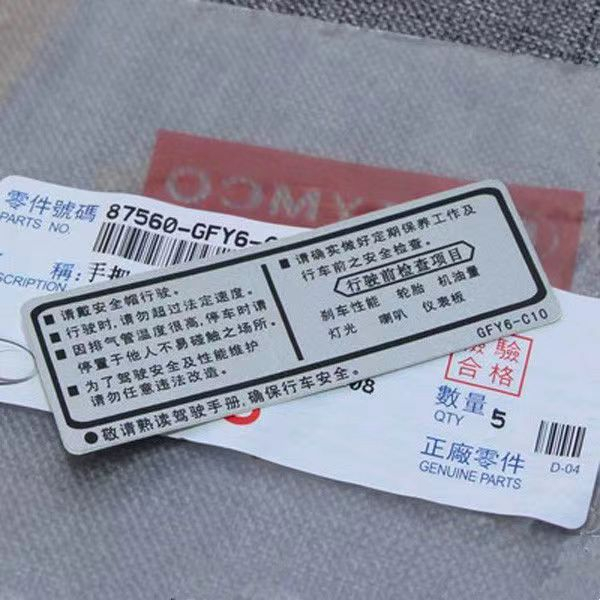 YMCO
零件號碼
PARTS NO.
87560-GFY6-C
稱:手把
SCRIPTION.
■ 请戴安全帽行驶。
■ 行驶时,请勿超过法定速度。
■ 因排气管温度很高,停车时请
停置于他人不易碰触之场所。
■ 为了驾驶安全及性能维护
请勿任意违法改造。
■ 请确实做好定期保养工作及
行车前之安全检查。
行驶前检查项目
刹车性能 轮胎 机油量
灯光 喇叭 仪表板
GFY6-C10
● 敬请熟读驾驶手册,确保行车安全。
08
驗
合格
數量
QTY
5
正廠零件
GENUINE PARTS
D-04